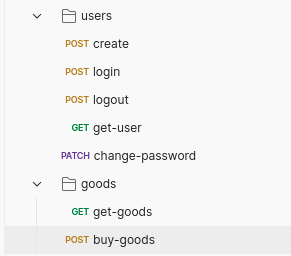 users
POST create
POST login
POST logout
GET get-user
PATCH change-password
goods
GET get-goods
POST buy-goods